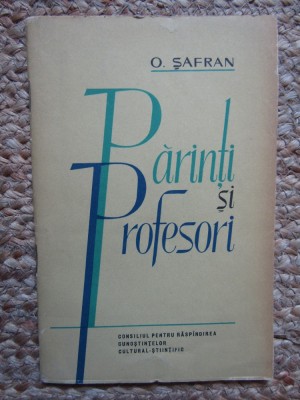 O. ŞAFRAN
Părinţi
şi
Profesori
CONSILIUL PENTRU RĂSPÎNDIREA
CUNOŞTINŢELOR
CULTURAL-ŞTIINŢIFIC